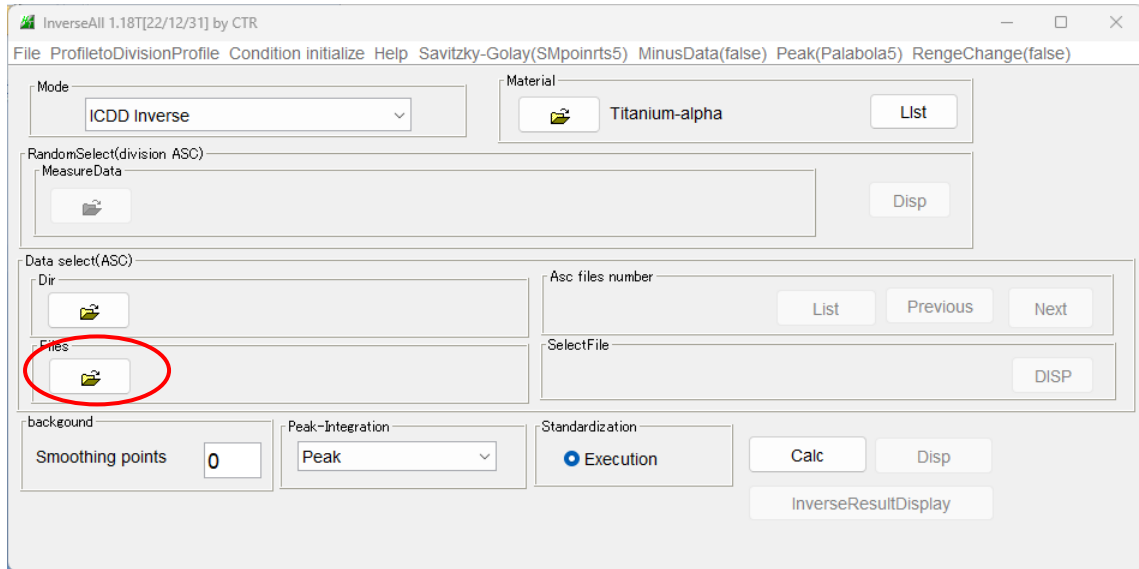 InverseAll 1.18T[22/12/31] by CTR
File ProfiletoDivisionProfile Condition initialize Help Savitzky-Golay(SMpoinrts5) MinusData(false) Peak(Palabola5) RengeChange(false)
Mode
ICDD Inverse
Material
Titanium-alpha
LIst
RandomSelect(division ASC)
MeasureData
Disp
Data select(ASC)
Dir
Asc files number
List
Previous
Next
Files
SelectFile
DISP
backgound
Smoothing points
0
Peak-Integration
Peak
Standardization
Execution
Calc
Disp
InverseResultDisplay